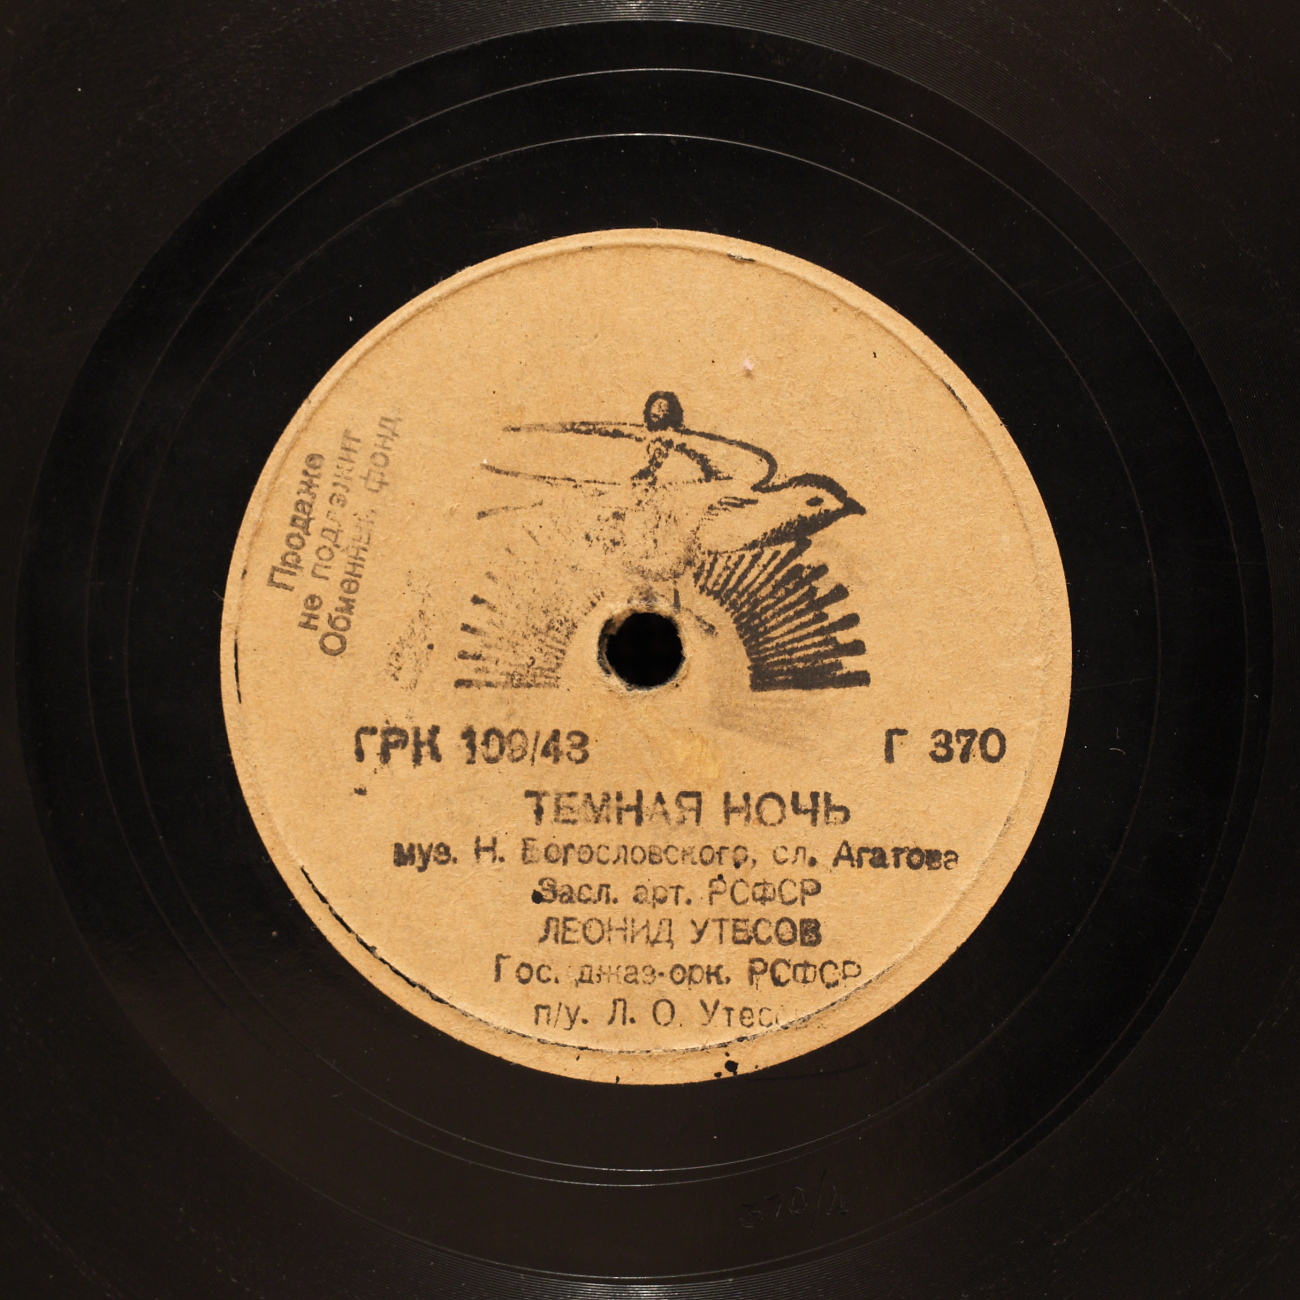 Продаже
не подлежит
Обменный фонд
ГРК 109/43 Г 370
ТЕМНАЯ НОЧЬ
муз. Н. Богословского, сл. Агатова
Засл. арт. РСФСР
ЛЕОНИД УТЕСОВ
Гос. джаз-орк. РСФСР
п/у. Л. О. Утесова